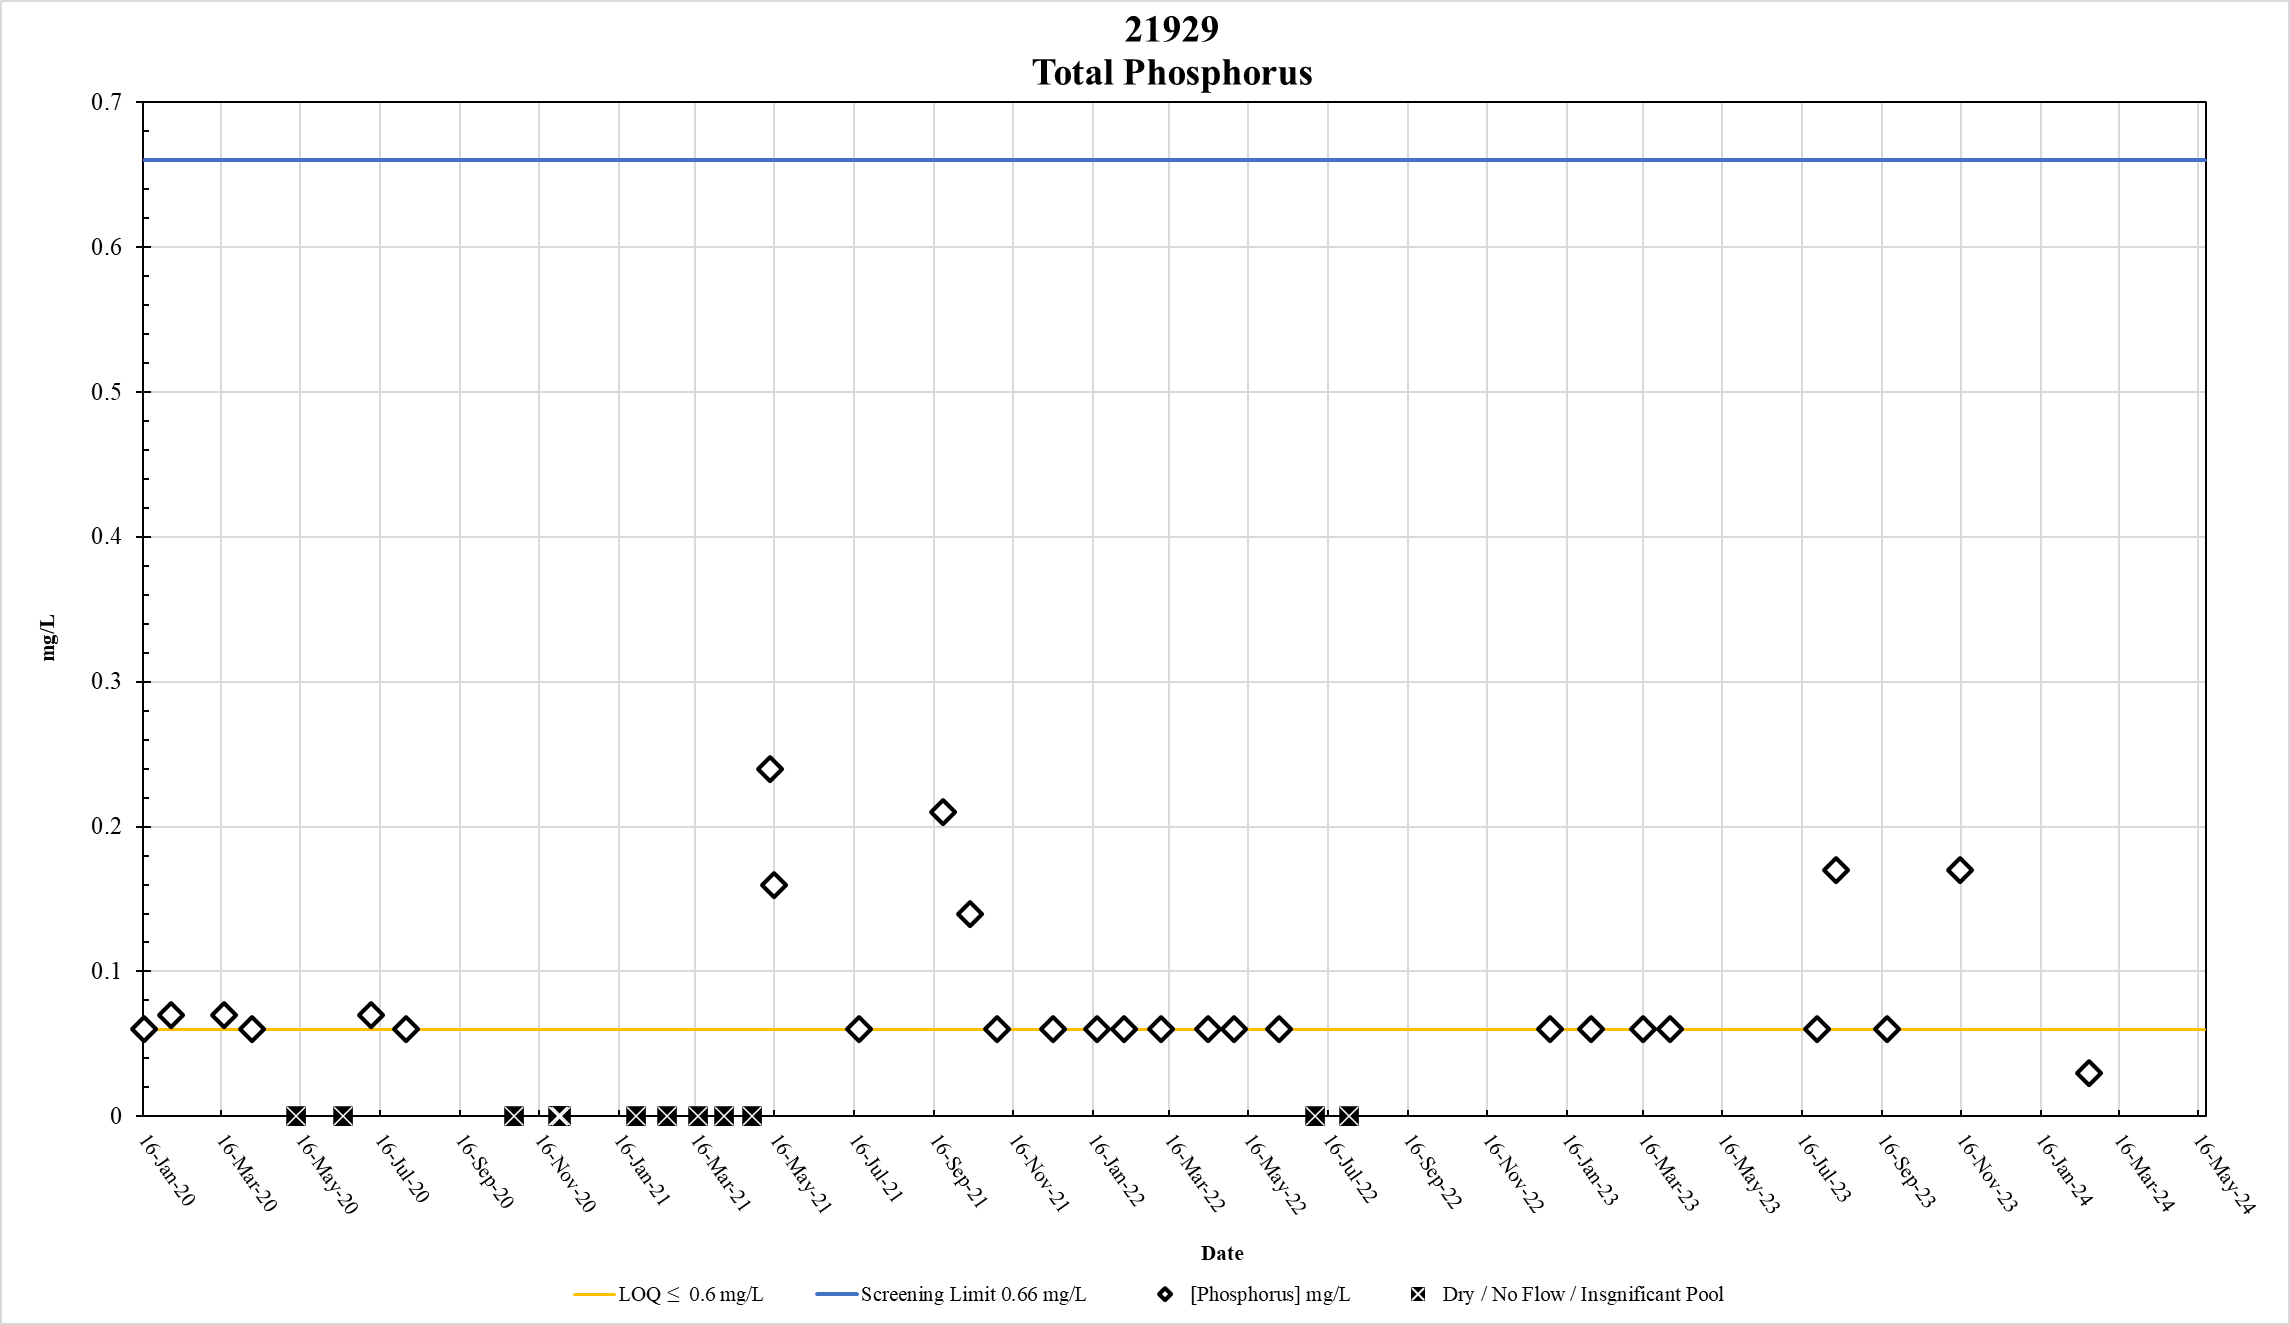 21929
Total Phosphorus
0.7
0.6
0.5
0.4
0.3
0.2
0.1
0
mg/L
16-Jan-20
16-Mar-20
16-May-20
16-Jul-20
16-Sep-20
16-Nov-20
16-Jan-21
16-Mar-21
16-May-21
16-Jul-21
16-Sep-21
16-Nov-21
16-Jan-22
16-Mar-22
16-May-22
16-Jul-22
16-Sep-22
16-Nov-22
16-Jan-23
16-Mar-23
16-May-23
16-Jul-23
16-Sep-23
16-Nov-23
16-Jan-24
16-Mar-24
16-May-24
Date
LOQ ≤ 0.6 mg/L
Screening Limit 0.66 mg/L
[Phosphorus] mg/L
Dry / No Flow / Insgnificant Pool